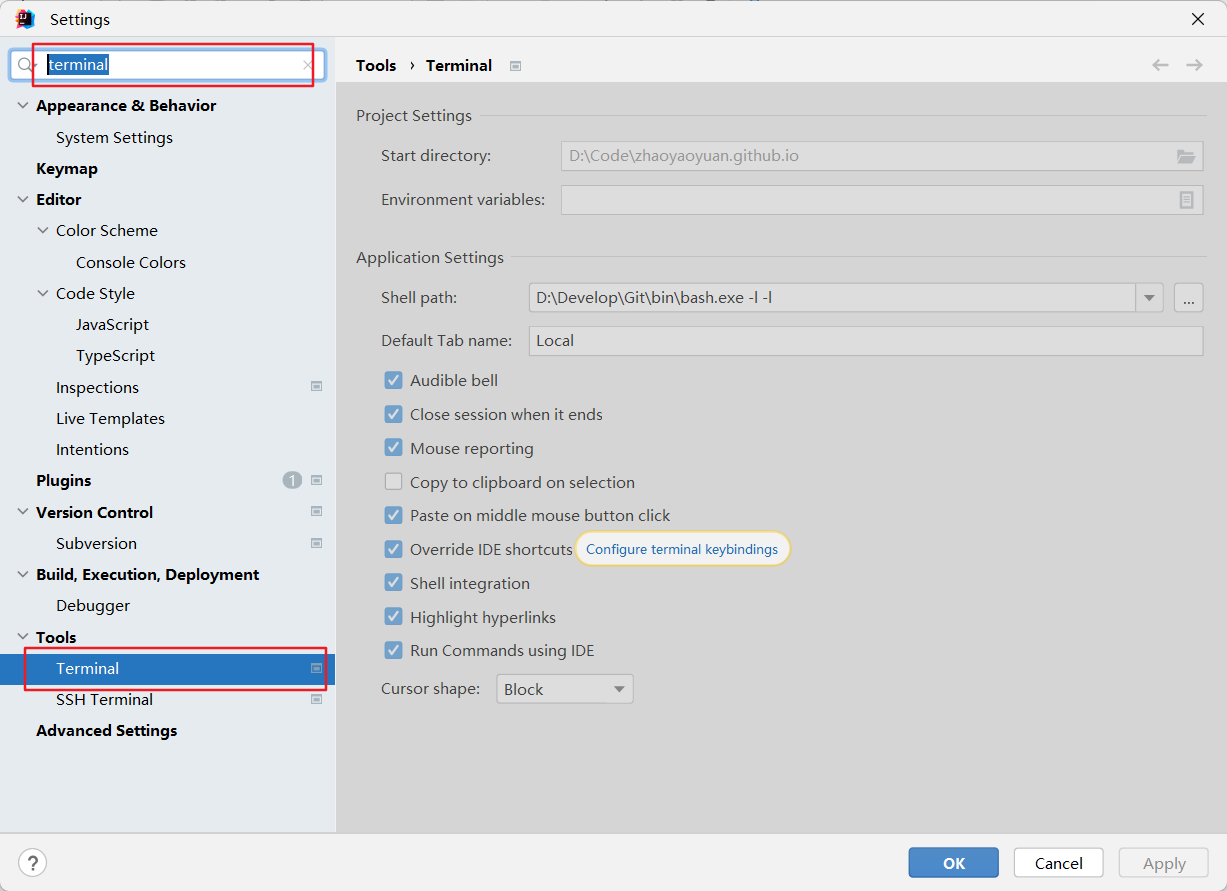 Settings
terminal
Tools › Terminal
Appearance & Behavior
System Settings
Keymap
Editor
Color Scheme
Console Colors
Code Style
JavaScript
TypeScript
Inspections
Live Templates
Intentions
Plugins 1
Version Control
Subversion
Build, Execution, Deployment
Debugger
Tools
Terminal
SSH Terminal
Advanced Settings
Project Settings
Start directory: D:\Code\zhaoyaoyuan.github.io
Environment variables:
Application Settings
Shell path: D:\Develop\Git\bin\bash.exe -l -l ...
Default Tab name: Local
Audible bell
Close session when it ends
Mouse reporting
Copy to clipboard on selection
Paste on middle mouse button click
Override IDE shortcuts Configure terminal keybindings
Shell integration
Highlight hyperlinks
Run Commands using IDE
Cursor shape: Block
? OK Cancel Apply